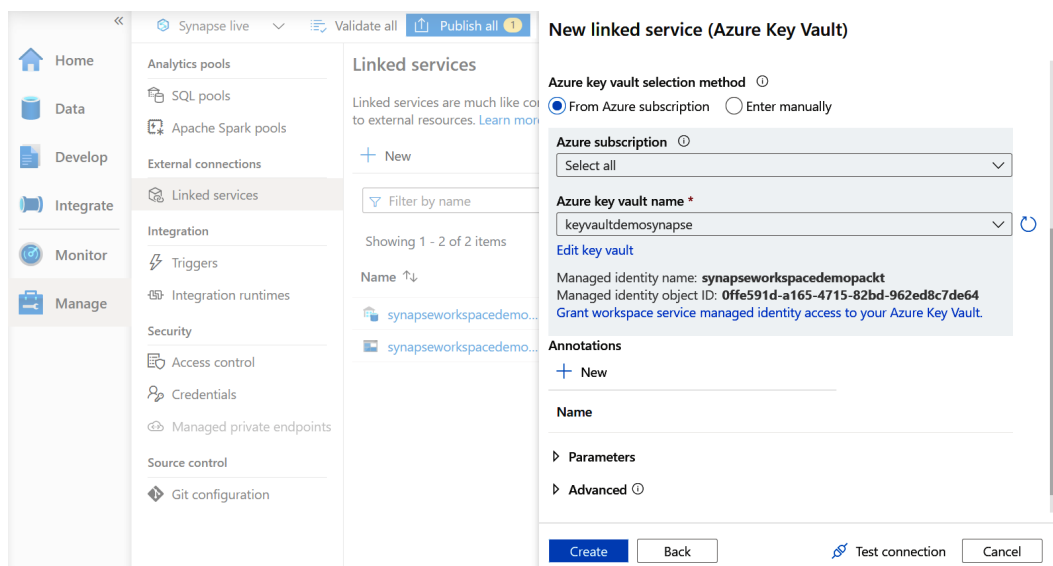 «
Home
Data
Develop
Integrate
Monitor
Manage
Synapse live
Validate all
Publish all 1
Analytics pools
SQL pools
Apache Spark pools
External connections
Linked services
Integration
Triggers
Integration runtimes
Security
Access control
Credentials
Managed private endpoints
Source control
Git configuration
Linked services
Linked services are much like co
to external resources. Learn mor
New
Filter by name
Showing 1 - 2 of 2 items
Name ↑↓
synapseworkspacedemo...
synapseworkspacedemo...
New linked service (Azure Key Vault)
Azure key vault selection method
From Azure subscription Enter manually
Azure subscription
Select all
Azure key vault name *
keyvaultdemosynapse
Edit key vault
Managed identity name: synapseworkspacedemopackt
Managed identity object ID: 0ffe591d-a165-4715-82bd-962ed8c7de64
Grant workspace service managed identity access to your Azure Key Vault.
Annotations
New
Name
Parameters
Advanced
Create Back Test connection Cancel